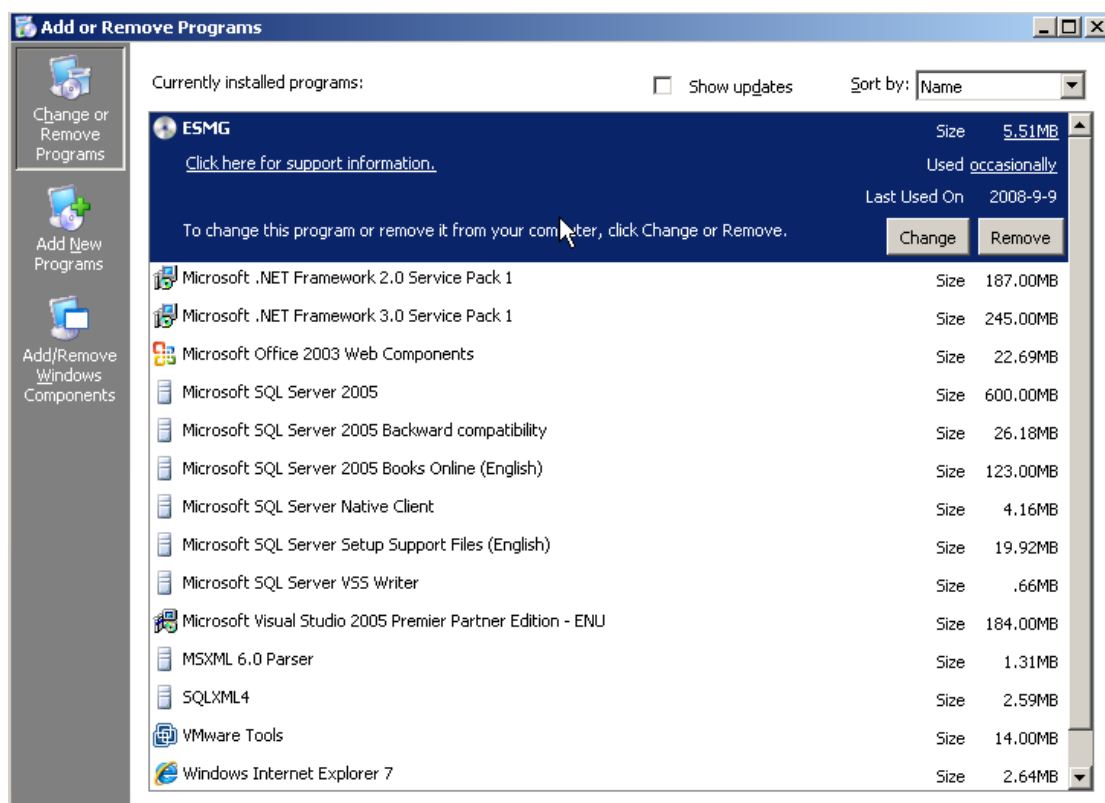 Add or Remove Programs
Change or
Remove
Programs
Add New
Programs
Add/Remove
Windows
Components
Currently installed programs:
Show updates
Sort by: Name
ESMG
Size 5.51MB
Click here for support information.
Used occasionally
Last Used On 2008-9-9
To change this program or remove it from your computer, click Change or Remove.
Change Remove
Microsoft .NET Framework 2.0 Service Pack 1 Size 187.00MB
Microsoft .NET Framework 3.0 Service Pack 1 Size 245.00MB
Microsoft Office 2003 Web Components Size 22.69MB
Microsoft SQL Server 2005 Size 600.00MB
Microsoft SQL Server 2005 Backward compatibility Size 26.18MB
Microsoft SQL Server 2005 Books Online (English) Size 123.00MB
Microsoft SQL Server Native Client Size 4.16MB
Microsoft SQL Server Setup Support Files (English) Size 19.92MB
Microsoft SQL Server VSS Writer Size .66MB
Microsoft Visual Studio 2005 Premier Partner Edition - ENU Size 184.00MB
MSXML 6.0 Parser Size 1.31MB
SQLXML4 Size 2.59MB
VMware Tools Size 14.00MB
Windows Internet Explorer 7 Size 2.64MB